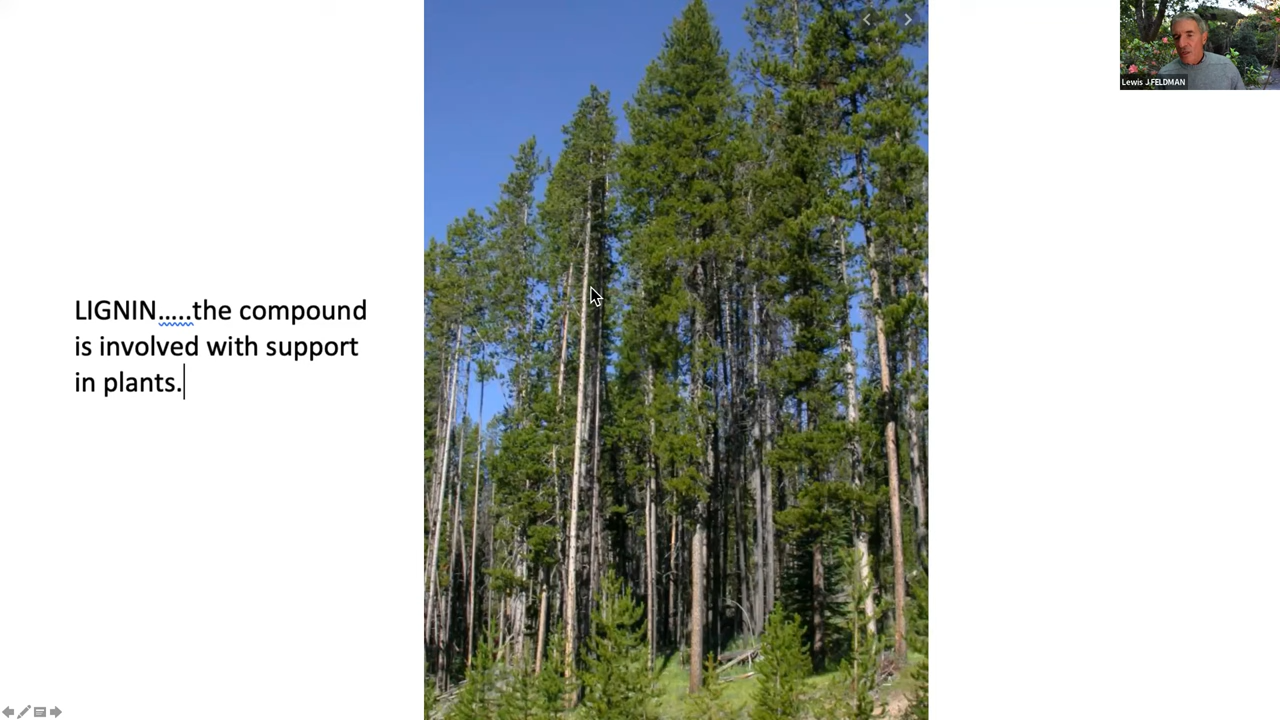 LIGNIN.....the compound
is involved with support
in plants.
Lewis J FELDMAN